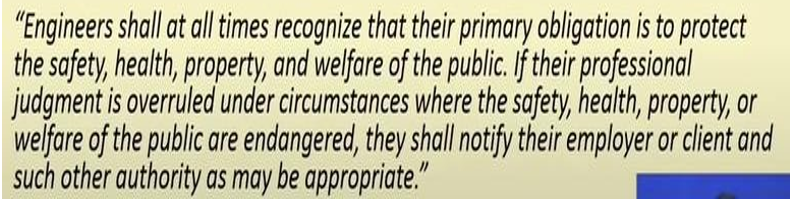 “Engineers shall at all times recognize that their primary obligation is to protect
the safety, health, property, and welfare of the public. If their professional
judgment is overruled under circumstances where the safety, health, property, or
welfare of the public are endangered, they shall notify their employer or client and
such other authority as may be appropriate.”